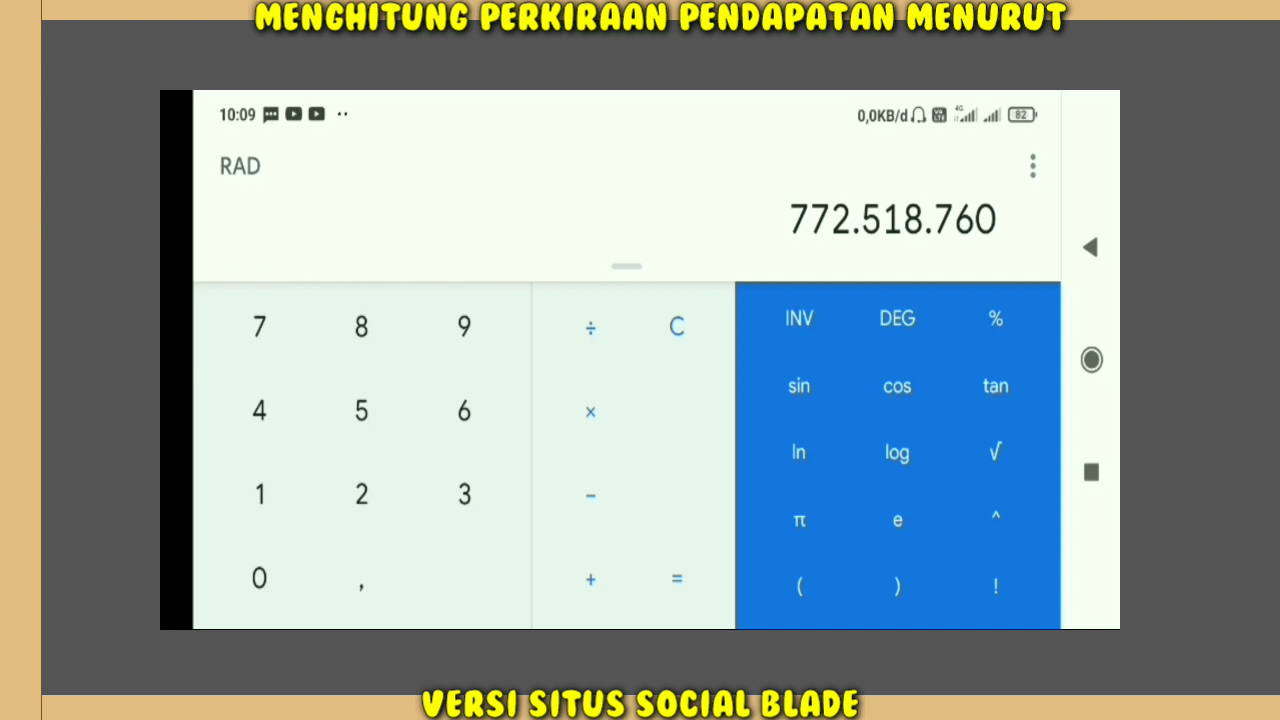 MENGHITUNG PERKIRAAN PENDAPATAN MENURUT
10:09 0,0KB/d 4G 82
RAD
772.518.760
7 8 9 ÷ C INV DEG %
4 5 6 × sin cos tan
1 2 3 − ln log √
0 , + = π e ^
( ) !
VERSI SITUS SOCIAL BLADE